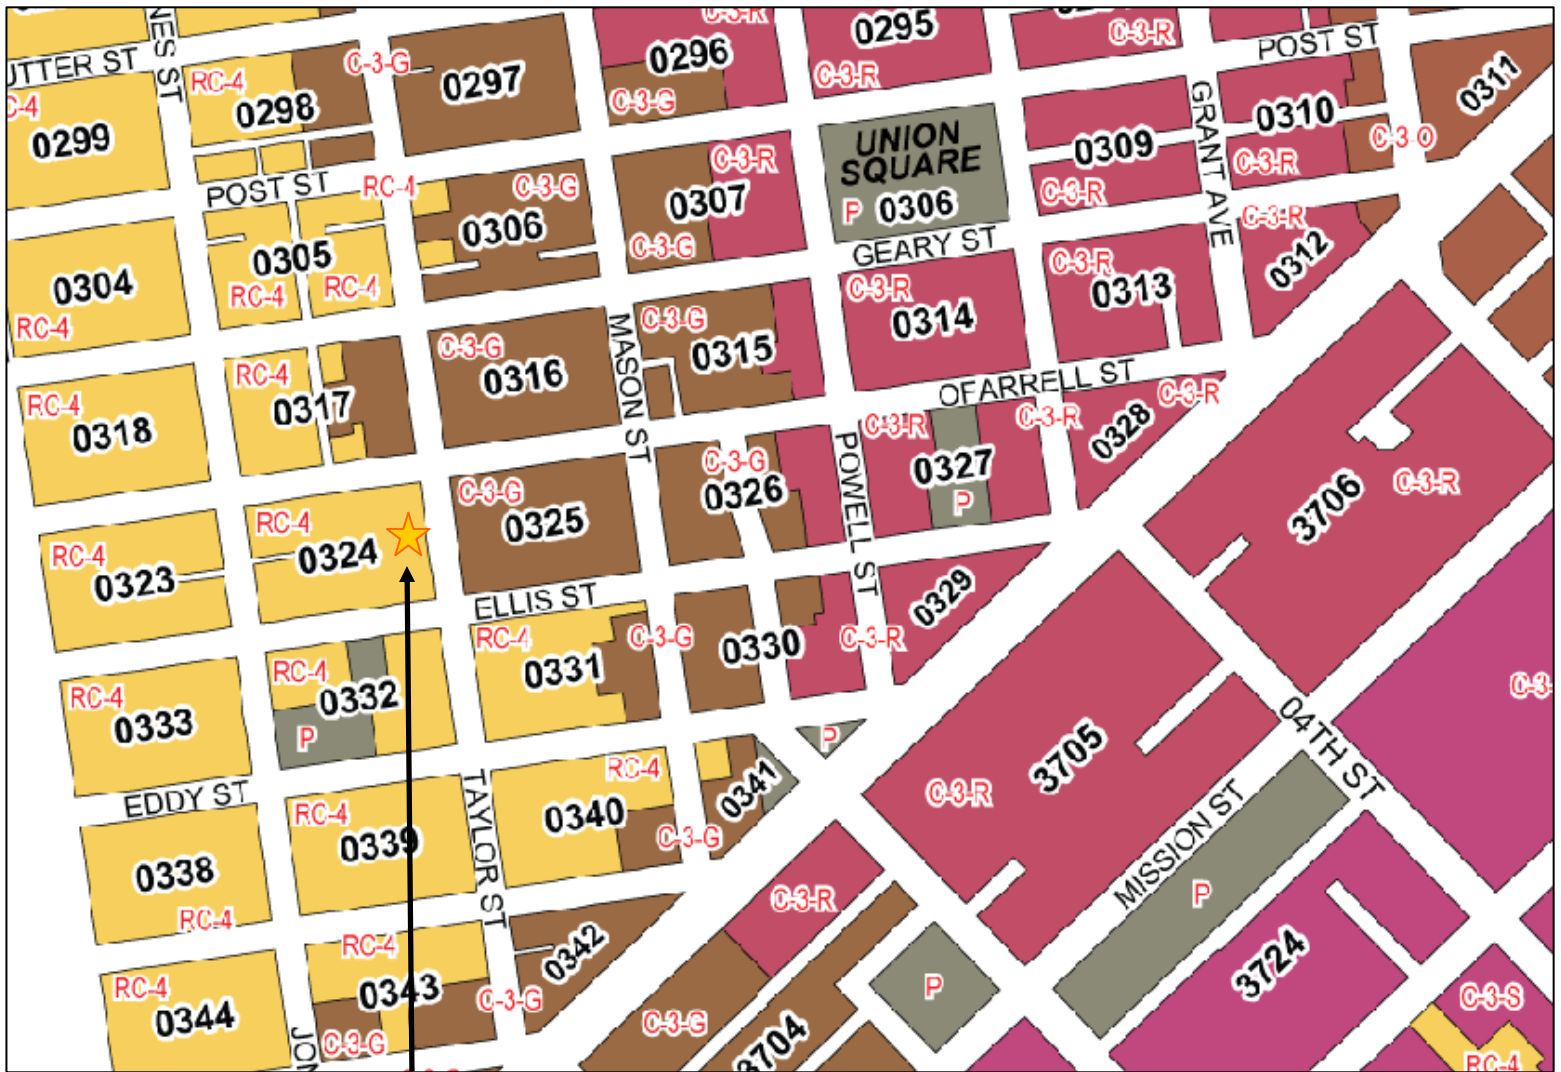 C-3-R
0295
C-3-R
POST ST
NES ST
UTTER ST
C-3-G
0296
C-3-R
0311
RC-4
0297
C-3-G
C-4
0298
0299
GRANT AVE
0310
C-3-O
UNION
SQUARE
P 0306
0309
C-3-R
C-3-R
C-3-R
POST ST
RC-4
C-3-G
0307
C-3-R
0306
C-3-G
GEARY ST
C-3-R
0312
0305
RC-4
RC-4
0304
RC-4
C-3-R
0314
C-3-R
0313
MASON ST
C-3-G
0315
C-3-G
0316
RC-4
0317
RC-4
0318
OFARRELL ST
C-3-R
C-3-R
0328
C-3-R
0327
P
POWELL ST
C-3-G
0326
C-3-G
0325
RC-4
0324
RC-4
0323
3706
C-3-R
ELLIS ST
0329
RC-4
0331
C-3-G
0330
C-3-R
RC-4
0332
P
RC-4
0333
C-3-
04TH ST
P
3705
C-3-R
RC-4
0340
C-3-G
0341
EDDY ST
RC-4
0339
TAYLOR ST
0338
RC-4
MISSION ST
P
C-3-R
RC-4
0343
C-3-G
C-3-G
0342
RC-4
0344
JON
C-3-G
3704
P
3724
C-3-S
RC-4